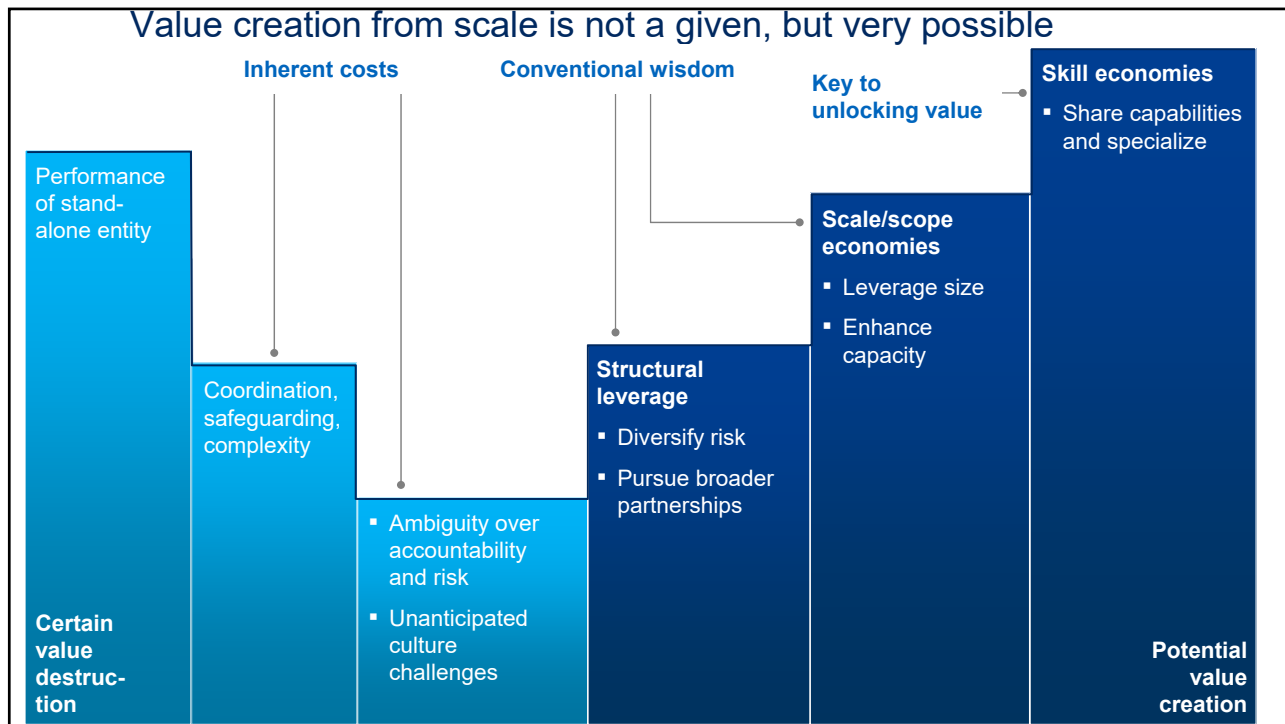 Value creation from scale is not a given, but very possible
Inherent costs
Conventional wisdom
Key to
unlocking value
Skill economies
▪ Share capabilities
and specialize
Performance
of stand-
alone entity
Scale/scope
economies
▪ Leverage size
▪ Enhance
capacity
Structural
leverage
▪ Diversify risk
▪ Pursue broader
partnerships
Coordination,
safeguarding,
complexity
▪ Ambiguity over
accountability
and risk
▪ Unanticipated
culture
challenges
Certain
value
destruc-
tion
Potential
value
creation